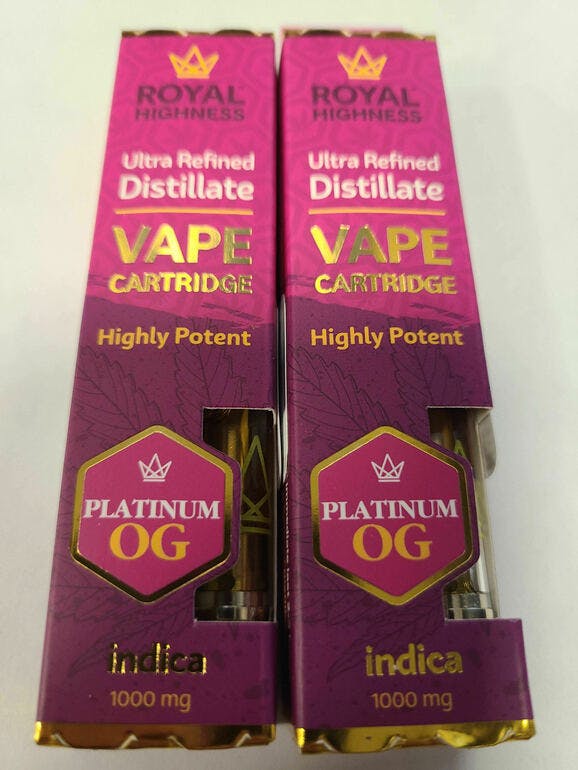 ROYAL
HIGHNESS
Ultra Refined
Distillate
VAPE
CARTRIDGE
Highly Potent
PLATINUM
OG
indica
1000 mg
ROYAL
HIGHNESS
Ultra Refined
Distillate
VAPE
CARTRIDGE
Highly Potent
PLATINUM
OG
indica
1000 mg